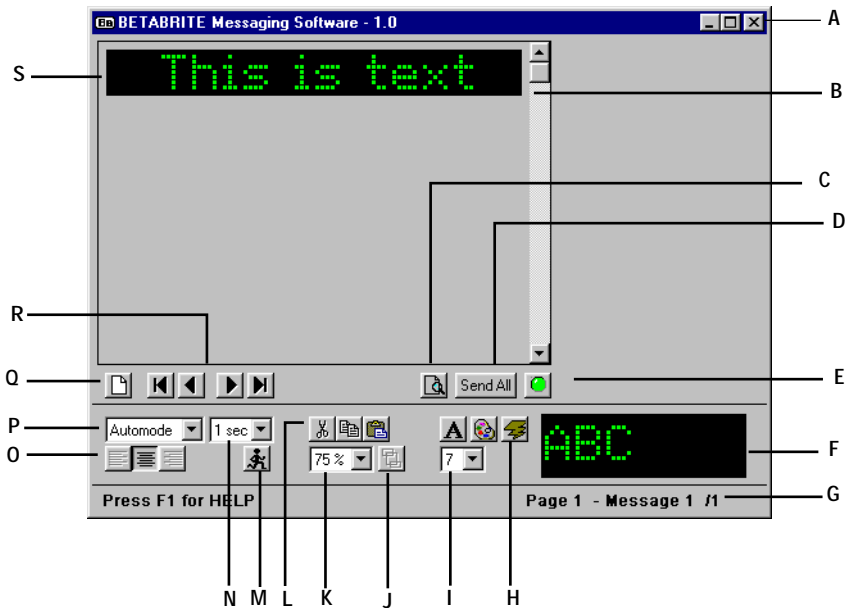 BETABRITE Messaging Software - 1.0
A
S
This is text
B
C
D
R
Q
Send All
E
P
Automode
1 sec
O
A
75 %
7
ABC
F
Press F1 for HELP
Page 1 - Message 1 /1
G
N
M
L
K
J
I
H